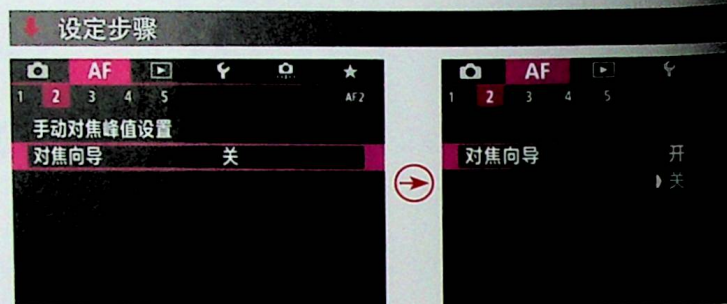 设定步骤
AF
1 2 3 4 5 AF2
手动对焦峰值设置
对焦向导 关
AF
1 2 3 4 5
对焦向导 开
关